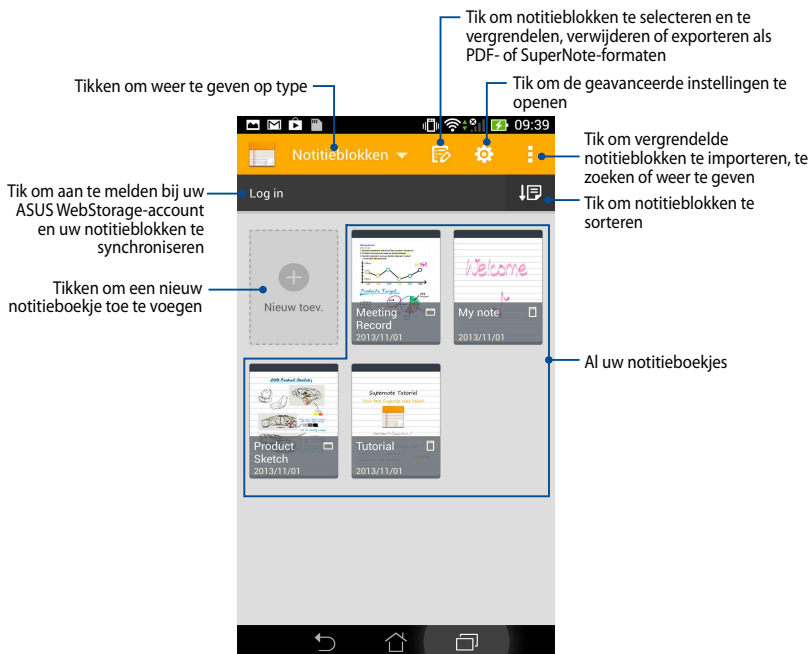 Tik om notitieblokken te selecteren en te
vergrendelen, verwijderen of exporteren als
PDF- of SuperNote-formaten
Tikken om weer te geven op type
Tik om de geavanceerde instellingen te
openen
09:39
Notitieblokken
Tik om vergrendelde
notitieblokken te importeren, te
zoeken of weer te geven
Log in
Tik om aan te melden bij uw
ASUS WebStorage-account
en uw notitieblokken te
synchroniseren
Tik om notitieblokken te
sorteren
Tikken om een nieuw
notitieboekje toe te voegen
Nieuw toev.
Products Target
Meeting
Record
2013/11/01
Welcome
My note
2013/11/01
Al uw notitieboekjes
Product
Sketch
2013/11/01
Supernote Tutorial
Tutorial
2013/11/01